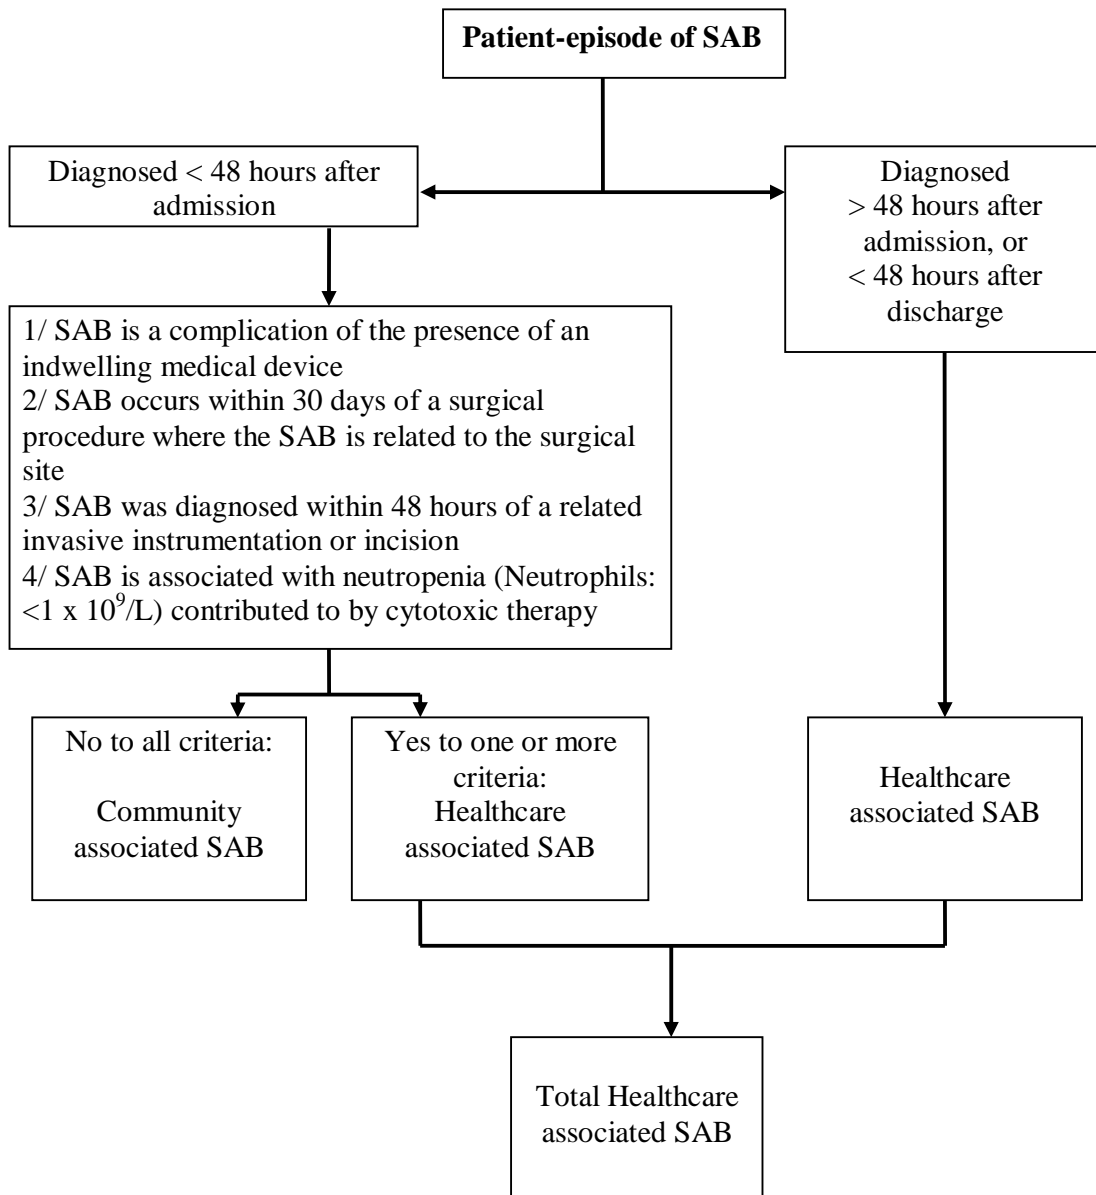 Patient-episode of SAB
Diagnosed < 48 hours after
admission
Diagnosed
> 48 hours after
admission, or
< 48 hours after
discharge
1/ SAB is a complication of the presence of an
indwelling medical device
2/ SAB occurs within 30 days of a surgical
procedure where the SAB is related to the surgical
site
3/ SAB was diagnosed within 48 hours of a related
invasive instrumentation or incision
4/ SAB is associated with neutropenia (Neutrophils:
<1 x 10⁹/L) contributed to by cytotoxic therapy
No to all criteria:
Community
associated SAB
Yes to one or more
criteria:
Healthcare
associated SAB
Healthcare
associated SAB
Total Healthcare
associated SAB